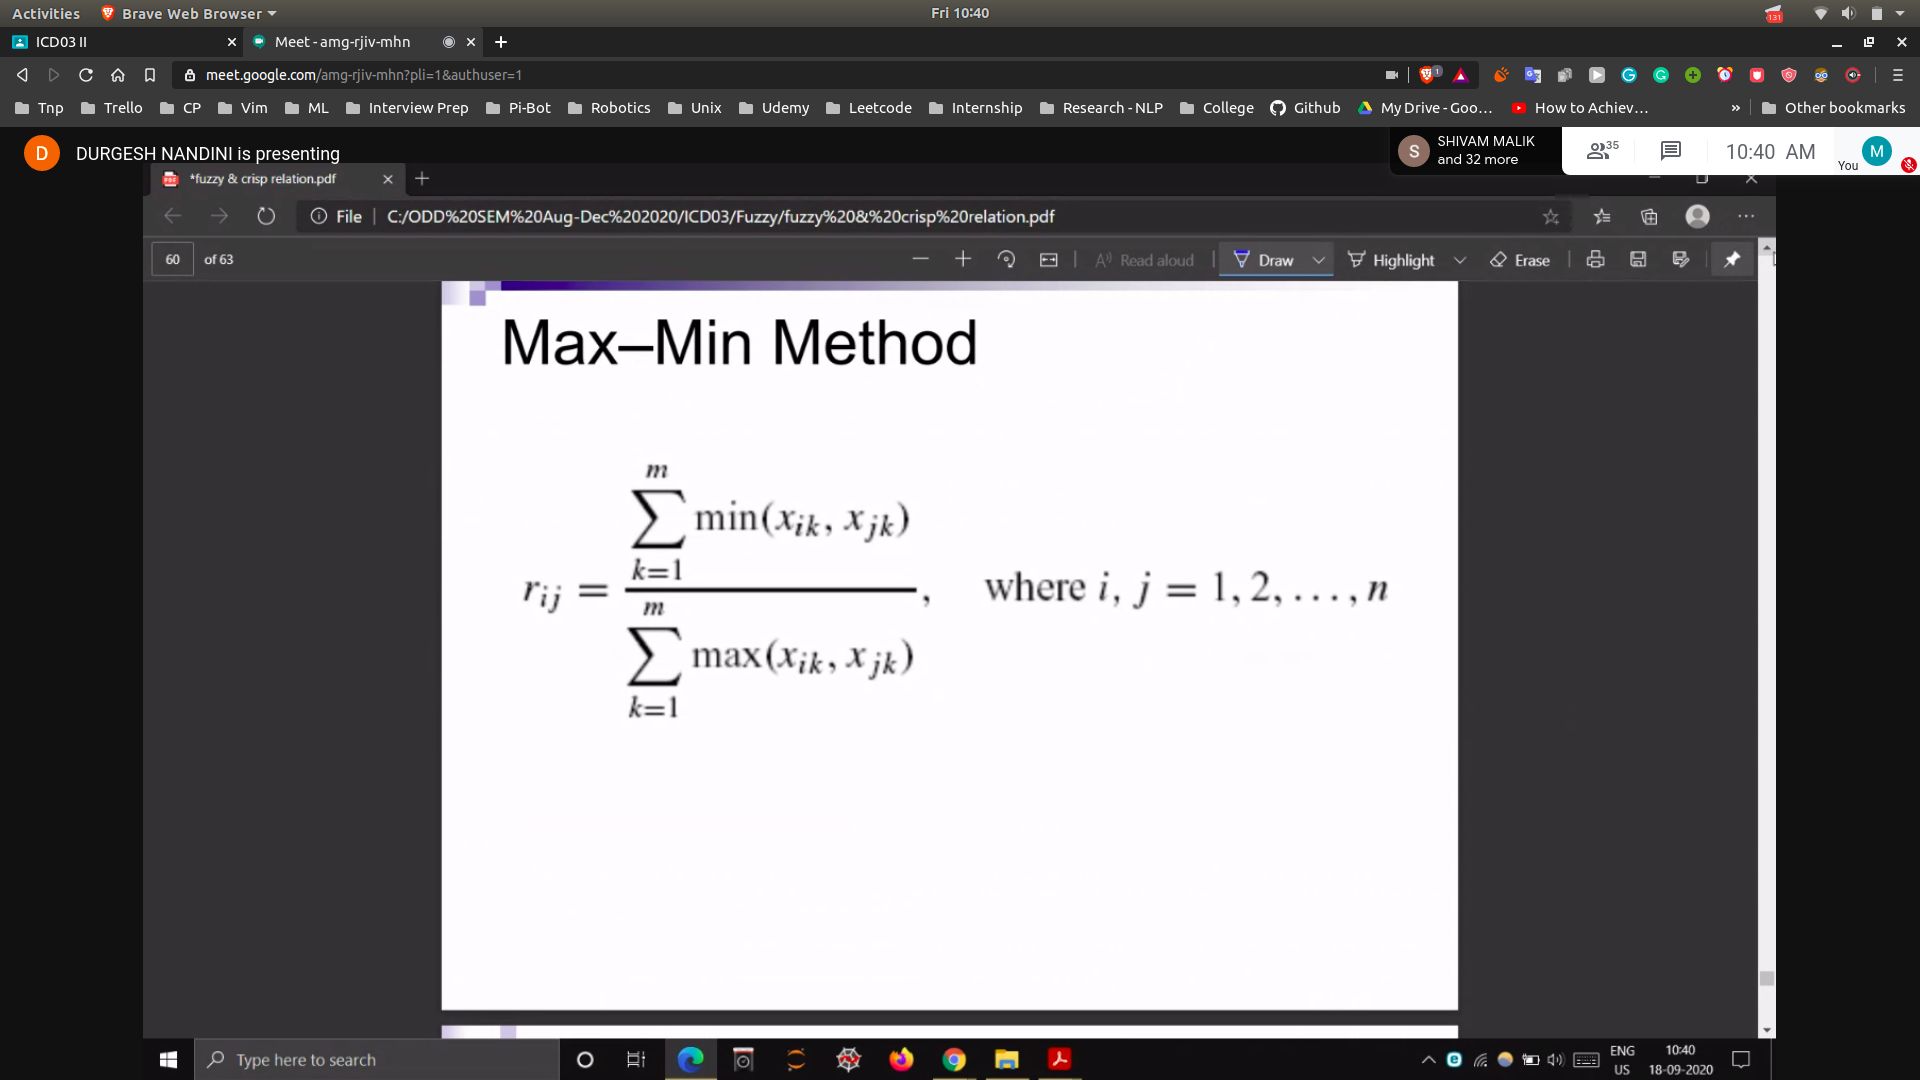 Activities Brave Web Browser Fri 10:40 131
ICD03 II Meet - amg-rjiv-mhn
meet.google.com/amg-rjiv-mhn?pli=1&authuser=1 1
Tnp Trello CP Vim ML Interview Prep Pi-Bot Robotics Unix Udemy Leetcode Internship Research - NLP College Github My Drive - Goo… How to Achiev… » Other bookmarks
D DURGESH NANDINI is presenting
S SHIVAM MALIK
and 32 more
35 10:40 AM You M
*fuzzy & crisp relation.pdf
File C:/ODD%20SEM%20Aug-Dec%202020/ICD03/Fuzzy/fuzzy%20&%20crisp%20relation.pdf
60 of 63 Read aloud Draw Highlight Erase
Max–Min Method
m
∑ min(x_{ik}, x_{jk})
k=1
r_{ij} = , where i, j = 1, 2, ..., n
m
∑ max(x_{ik}, x_{jk})
k=1
Type here to search
ENG
US
10:40
18-09-2020